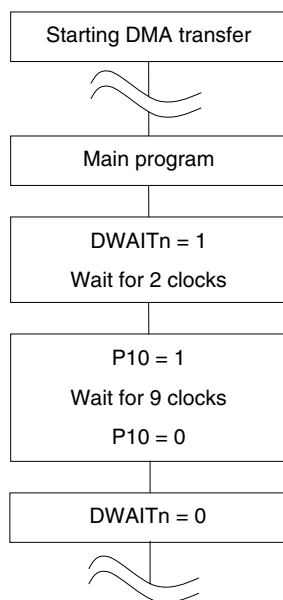 Starting DMA transfer
Main program
DWAITn = 1
Wait for 2 clocks
P10 = 1
Wait for 9 clocks
P10 = 0
DWAITn = 0